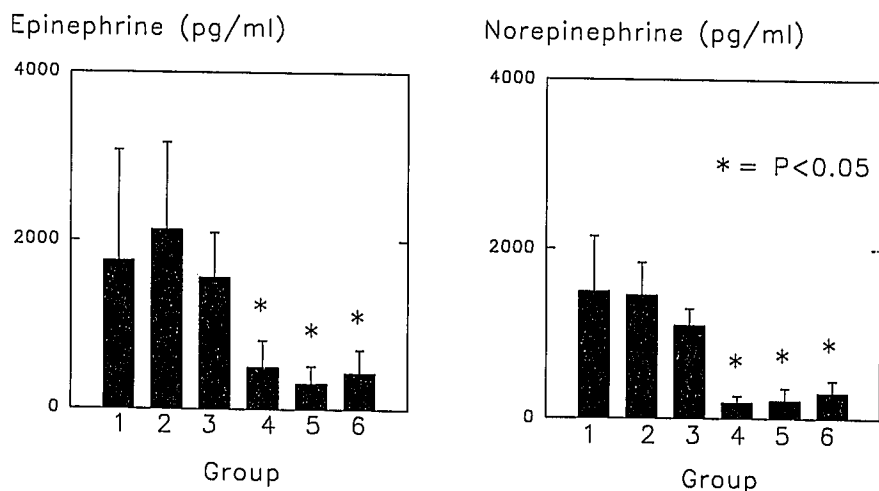 Epinephrine (pg/ml)
4000
2000
0
* * *
1 2 3 4 5 6
Group
Norepinephrine (pg/ml)
4000
2000
0
* = P<0.05
* * *
1 2 3 4 5 6
Group